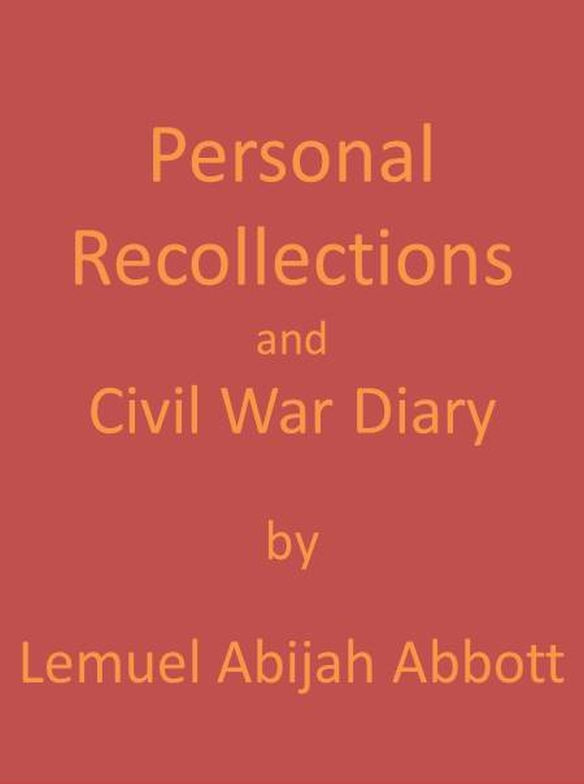 Personal
Recollections
and
Civil War Diary
by
Lemuel Abijah Abbott